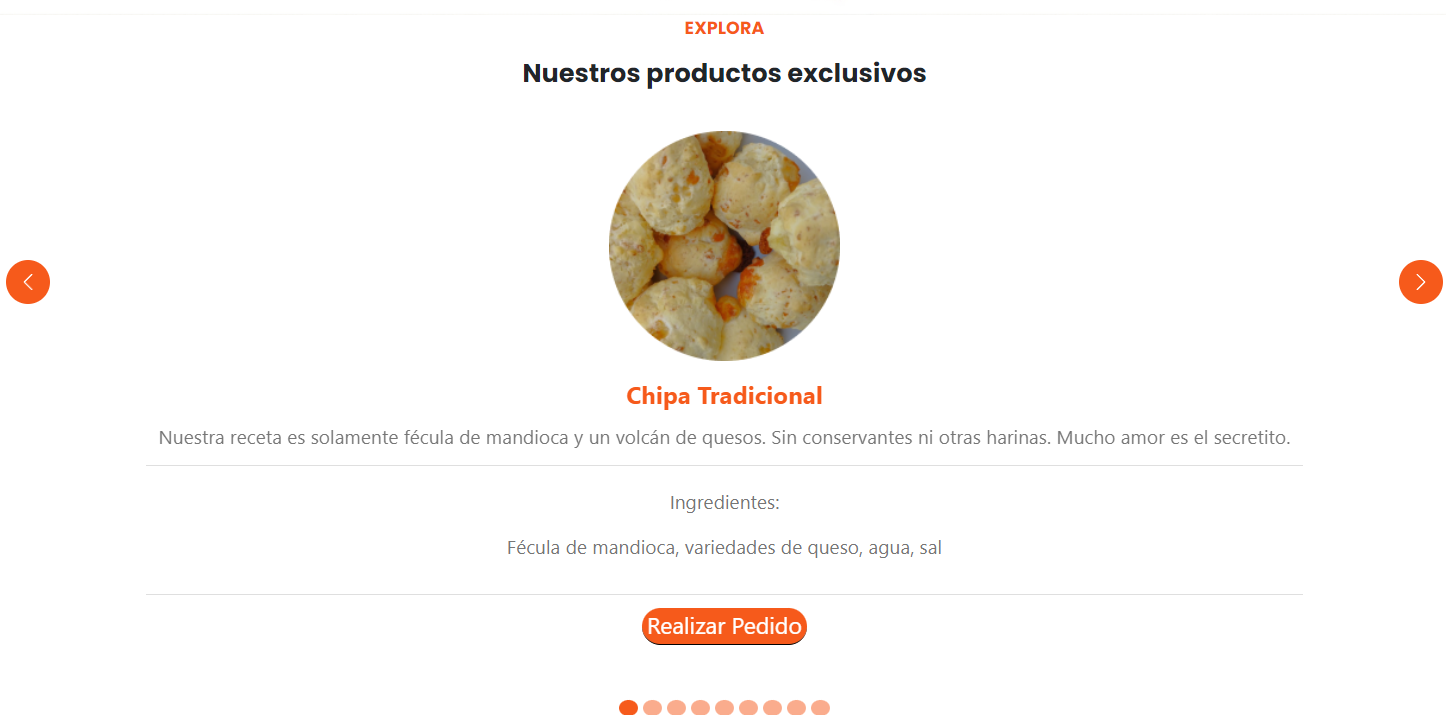 EXPLORA
Nuestros productos exclusivos
Chipa Tradicional
Nuestra receta es solamente fécula de mandioca y un volcán de quesos. Sin conservantes ni otras harinas. Mucho amor es el secretito.
Ingredientes:
Fécula de mandioca, variedades de queso, agua, sal
Realizar Pedido